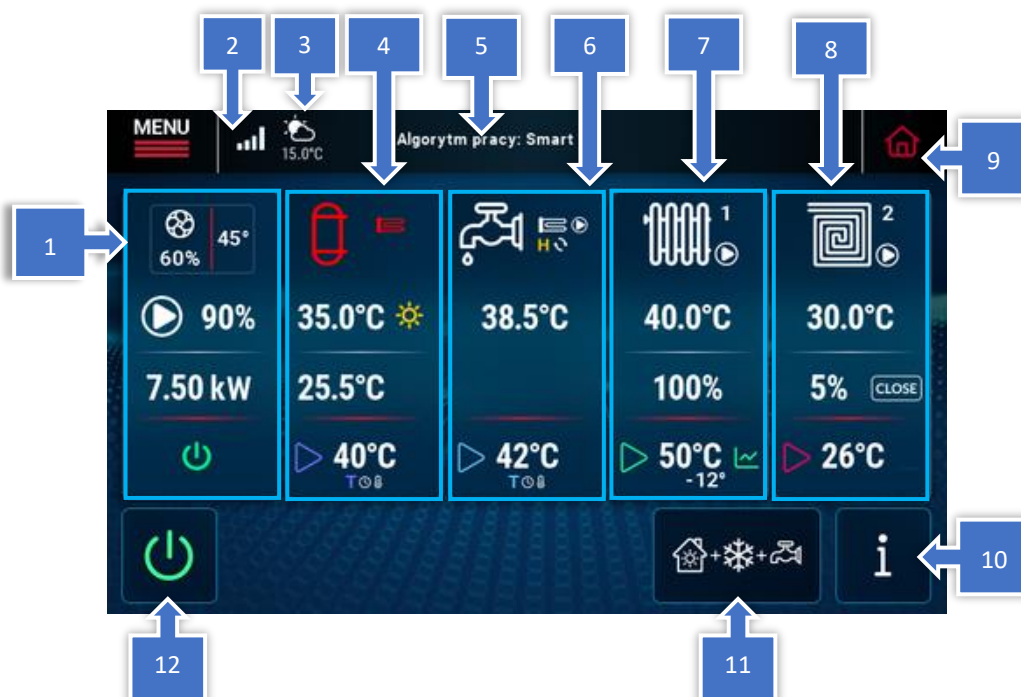 2 3 4 5 6 7 8
MENU
15.0°C
Algorytm pracy: Smart
9
1
60% 45°
H
1
2
90% 35.0°C 38.5°C 40.0°C 30.0°C
7.50 kW 25.5°C 100% 5% CLOSE
40°C 42°C 50°C 26°C
T T -12°
i
10
12 11